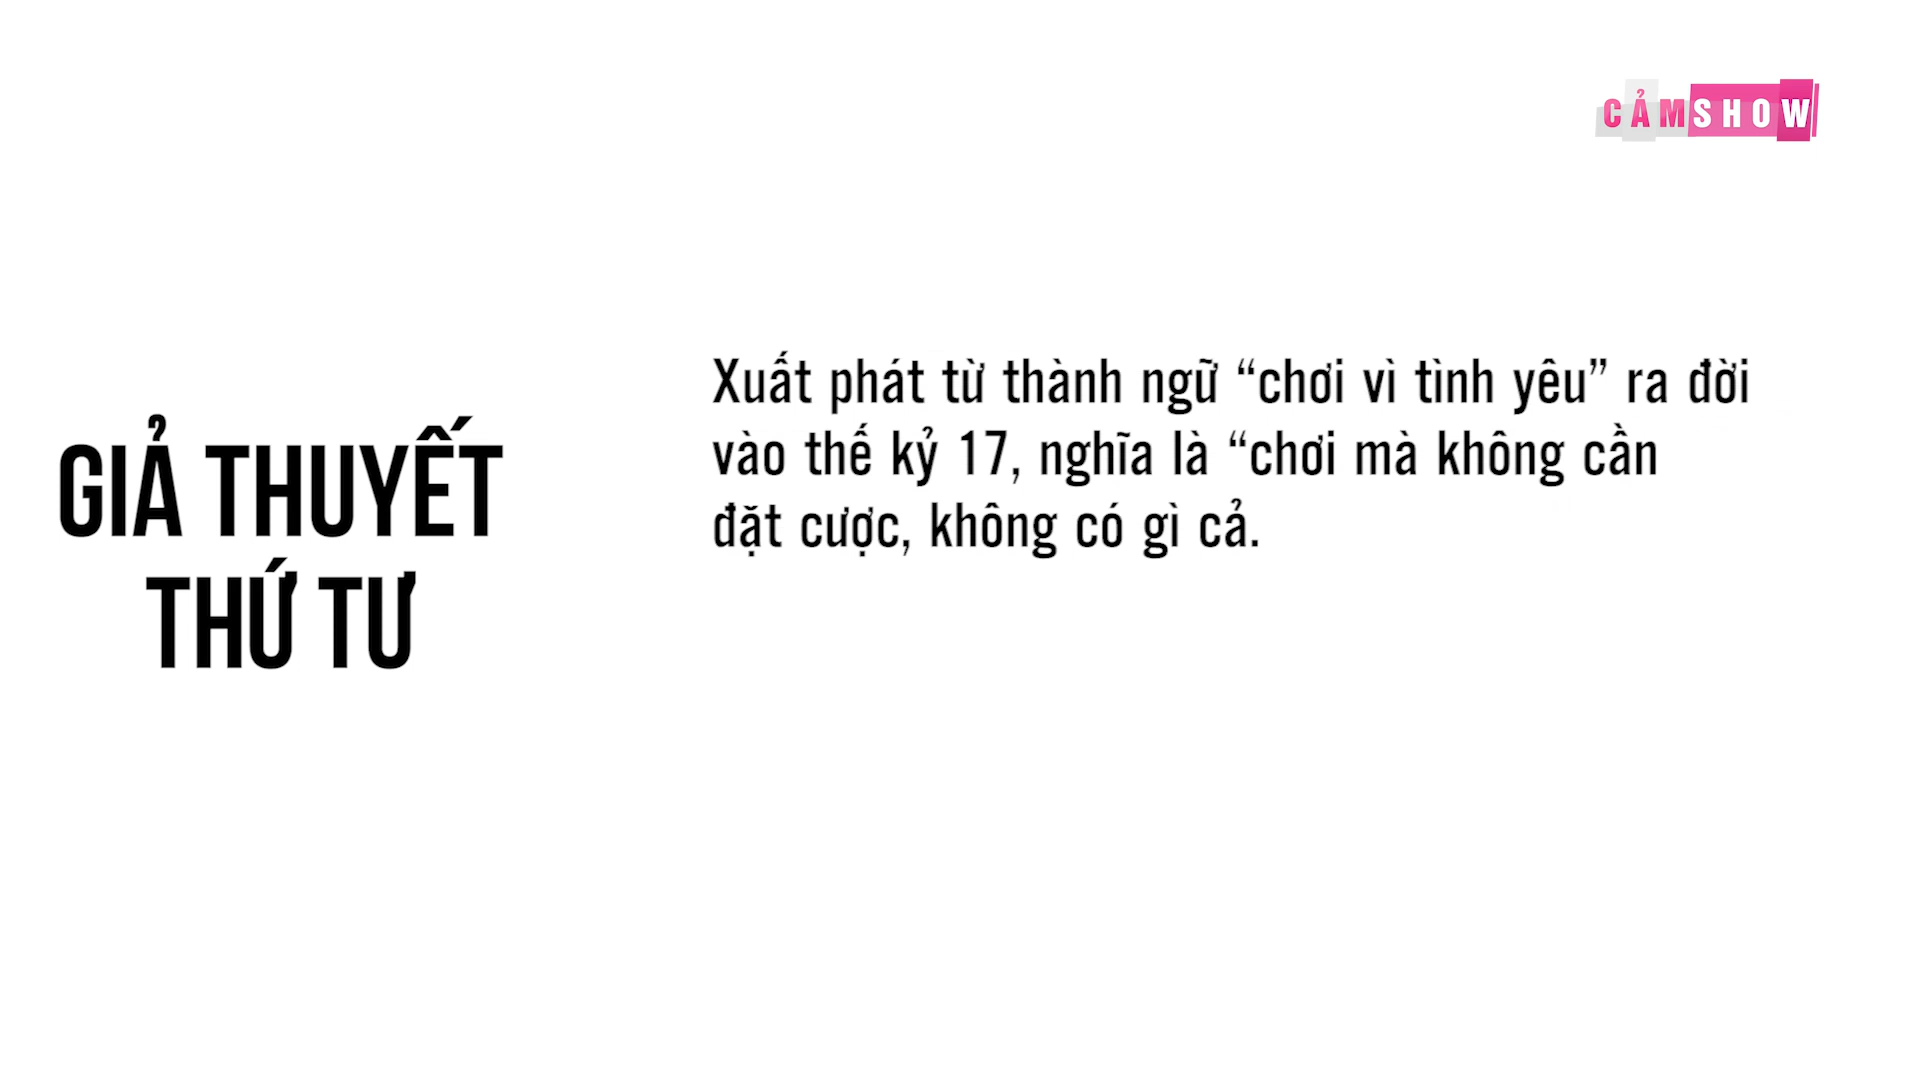 CẢMSHOW
GIẢ THUYẾT
THỨ TƯ
Xuất phát từ thành ngữ “chơi vì tình yêu” ra đời
vào thế kỷ 17, nghĩa là “chơi mà không cần
đặt cược, không có gì cả.